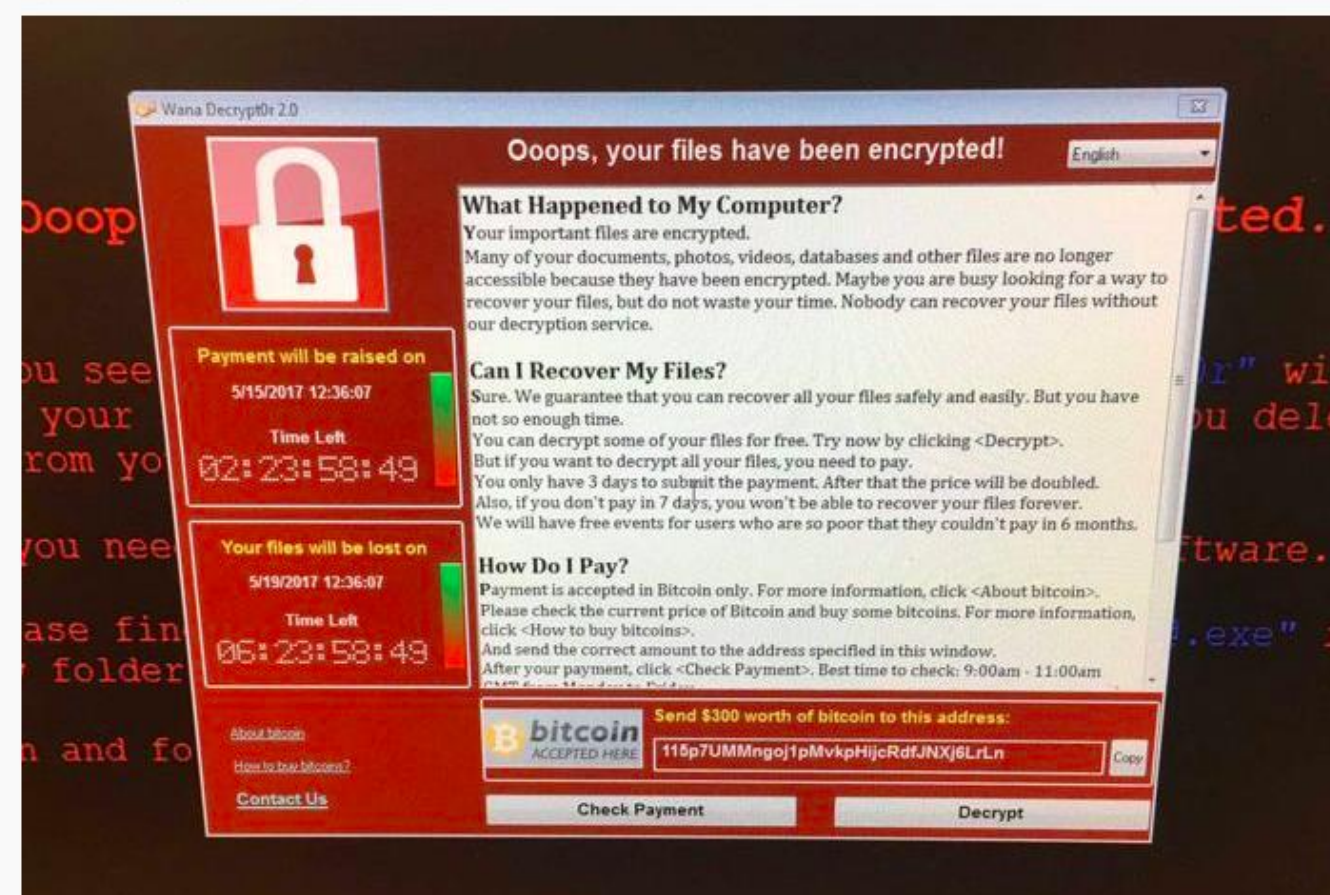 Wana Decrypt0r 2.0
Ooops, your files have been encrypted!
English
What Happened to My Computer?
Your important files are encrypted.
Many of your documents, photos, videos, databases and other files are no longer
accessible because they have been encrypted. Maybe you are busy looking for a way to
recover your files, but do not waste your time. Nobody can recover your files without
our decryption service.
Can I Recover My Files?
Sure. We guarantee that you can recover all your files safely and easily. But you have
not so enough time.
You can decrypt some of your files for free. Try now by clicking <Decrypt>.
But if you want to decrypt all your files, you need to pay.
You only have 3 days to submit the payment. After that the price will be doubled.
Also, if you don't pay in 7 days, you won't be able to recover your files forever.
We will have free events for users who are so poor that they couldn't pay in 6 months.
How Do I Pay?
Payment is accepted in Bitcoin only. For more information, click <About bitcoin>.
Please check the current price of Bitcoin and buy some bitcoins. For more information,
click <How to buy bitcoins>.
And send the correct amount to the address specified in this window.
After your payment, click <Check Payment>. Best time to check: 9:00am - 11:00am
Payment will be raised on
5/15/2017 12:36:07
Time Left
02:23:58:49
Your files will be lost on
5/19/2017 12:36:07
Time Left
06:23:58:49
About bitcoin
How to buy bitcoins?
Contact Us
bitcoin
ACCEPTED HERE
Send $300 worth of bitcoin to this address:
115p7UMMngoj1pMvkpHijcRdfJNXj6LrLn
Copy
Check Payment
Decrypt
Ooop
ted.
ou see
" wi
your
ou dele
rom yo
you nee
tware.
ase fin
.exe"
folder
n and fo